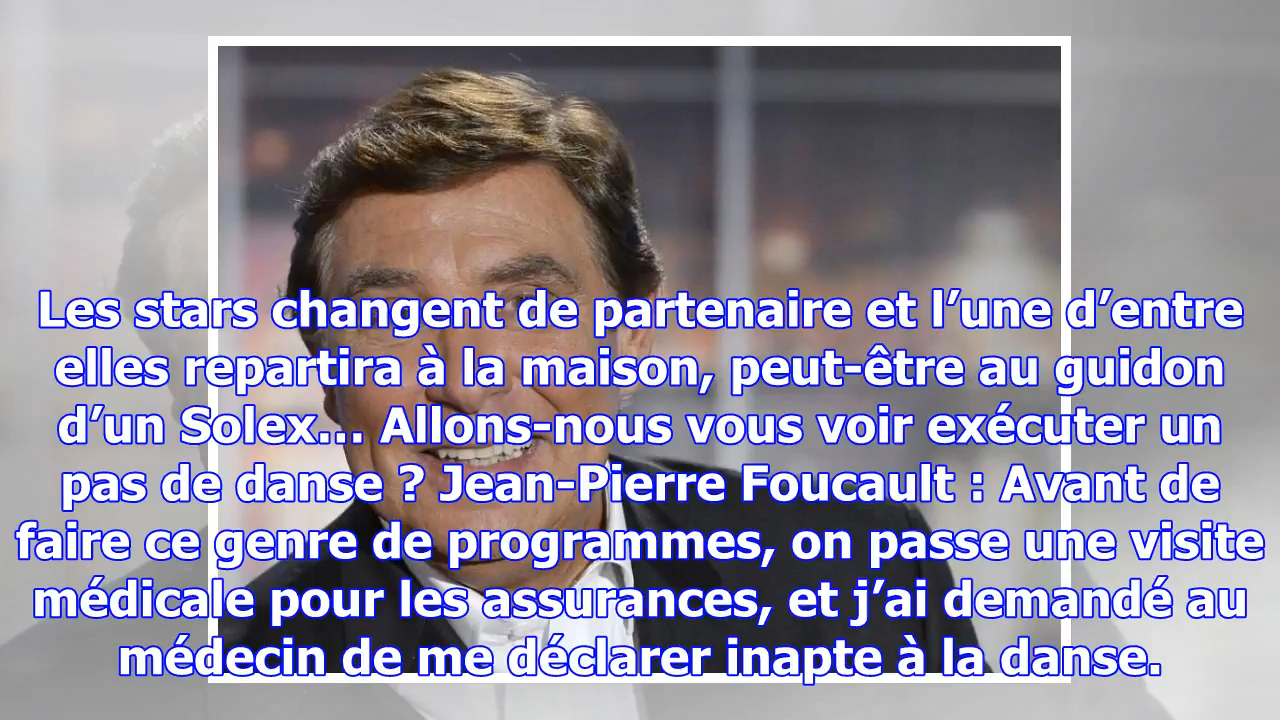 Les stars changent de partenaire et l’une d’entre
elles repartira à la maison, peut-être au guidon
d’un Solex... Allons-nous vous voir exécuter un
pas de danse ? Jean-Pierre Foucault : Avant de
faire ce genre de programmes, on passe une visite
médicale pour les assurances, et j’ai demandé au
médecin de me déclarer inapte à la danse.